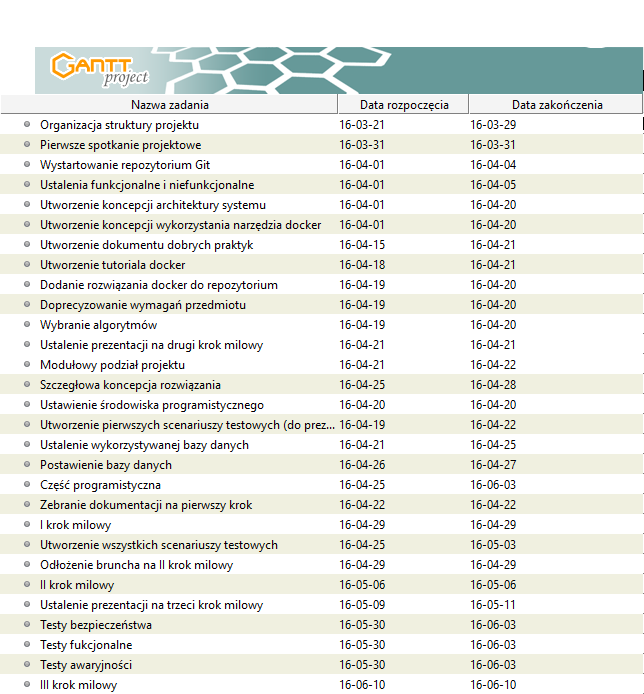 GANTT
project
Nazwa zadania Data rozpoczęcia Data zakończenia
Organizacja struktury projektu 16-03-21 16-03-29
Pierwsze spotkanie projektowe 16-03-31 16-03-31
Wystartowanie repozytorium Git 16-04-01 16-04-04
Ustalenia funkcjonalne i niefunkcjonalne 16-04-01 16-04-05
Utworzenie koncepcji architektury systemu 16-04-01 16-04-20
Utworzenie koncepcji wykorzystania narzędzia docker 16-04-01 16-04-20
Utworzenie dokumentu dobrych praktyk 16-04-15 16-04-21
Utworzenie tutoriala docker 16-04-18 16-04-21
Dodanie rozwiązania docker do repozytorium 16-04-19 16-04-20
Doprecyzowanie wymagań przedmiotu 16-04-19 16-04-20
Wybranie algorytmów 16-04-19 16-04-20
Ustalenie prezentacji na drugi krok milowy 16-04-21 16-04-21
Modułowy podział projektu 16-04-21 16-04-22
Szczegłowa koncepcja rozwiązania 16-04-25 16-04-28
Ustawienie środowiska programistycznego 16-04-20 16-04-20
Utworzenie pierwszych scenariuszy testowych (do prez... 16-04-19 16-04-22
Ustalenie wykorzystywanej bazy danych 16-04-21 16-04-25
Postawienie bazy danych 16-04-26 16-04-27
Część programistyczna 16-04-25 16-06-03
Zebranie dokumentacji na pierwszy krok 16-04-22 16-04-22
I krok milowy 16-04-29 16-04-29
Utworzenie wszystkich scenariuszy testowych 16-04-25 16-05-03
Odłożenie bruncha na II krok milowy 16-04-29 16-04-29
II krok milowy 16-05-06 16-05-06
Ustalenie prezentacji na trzeci krok milowy 16-05-09 16-05-11
Testy bezpieczeństwa 16-05-30 16-06-03
Testy fukcjonalne 16-05-30 16-06-03
Testy awaryjności 16-05-30 16-06-03
III krok milowy 16-06-10 16-06-10